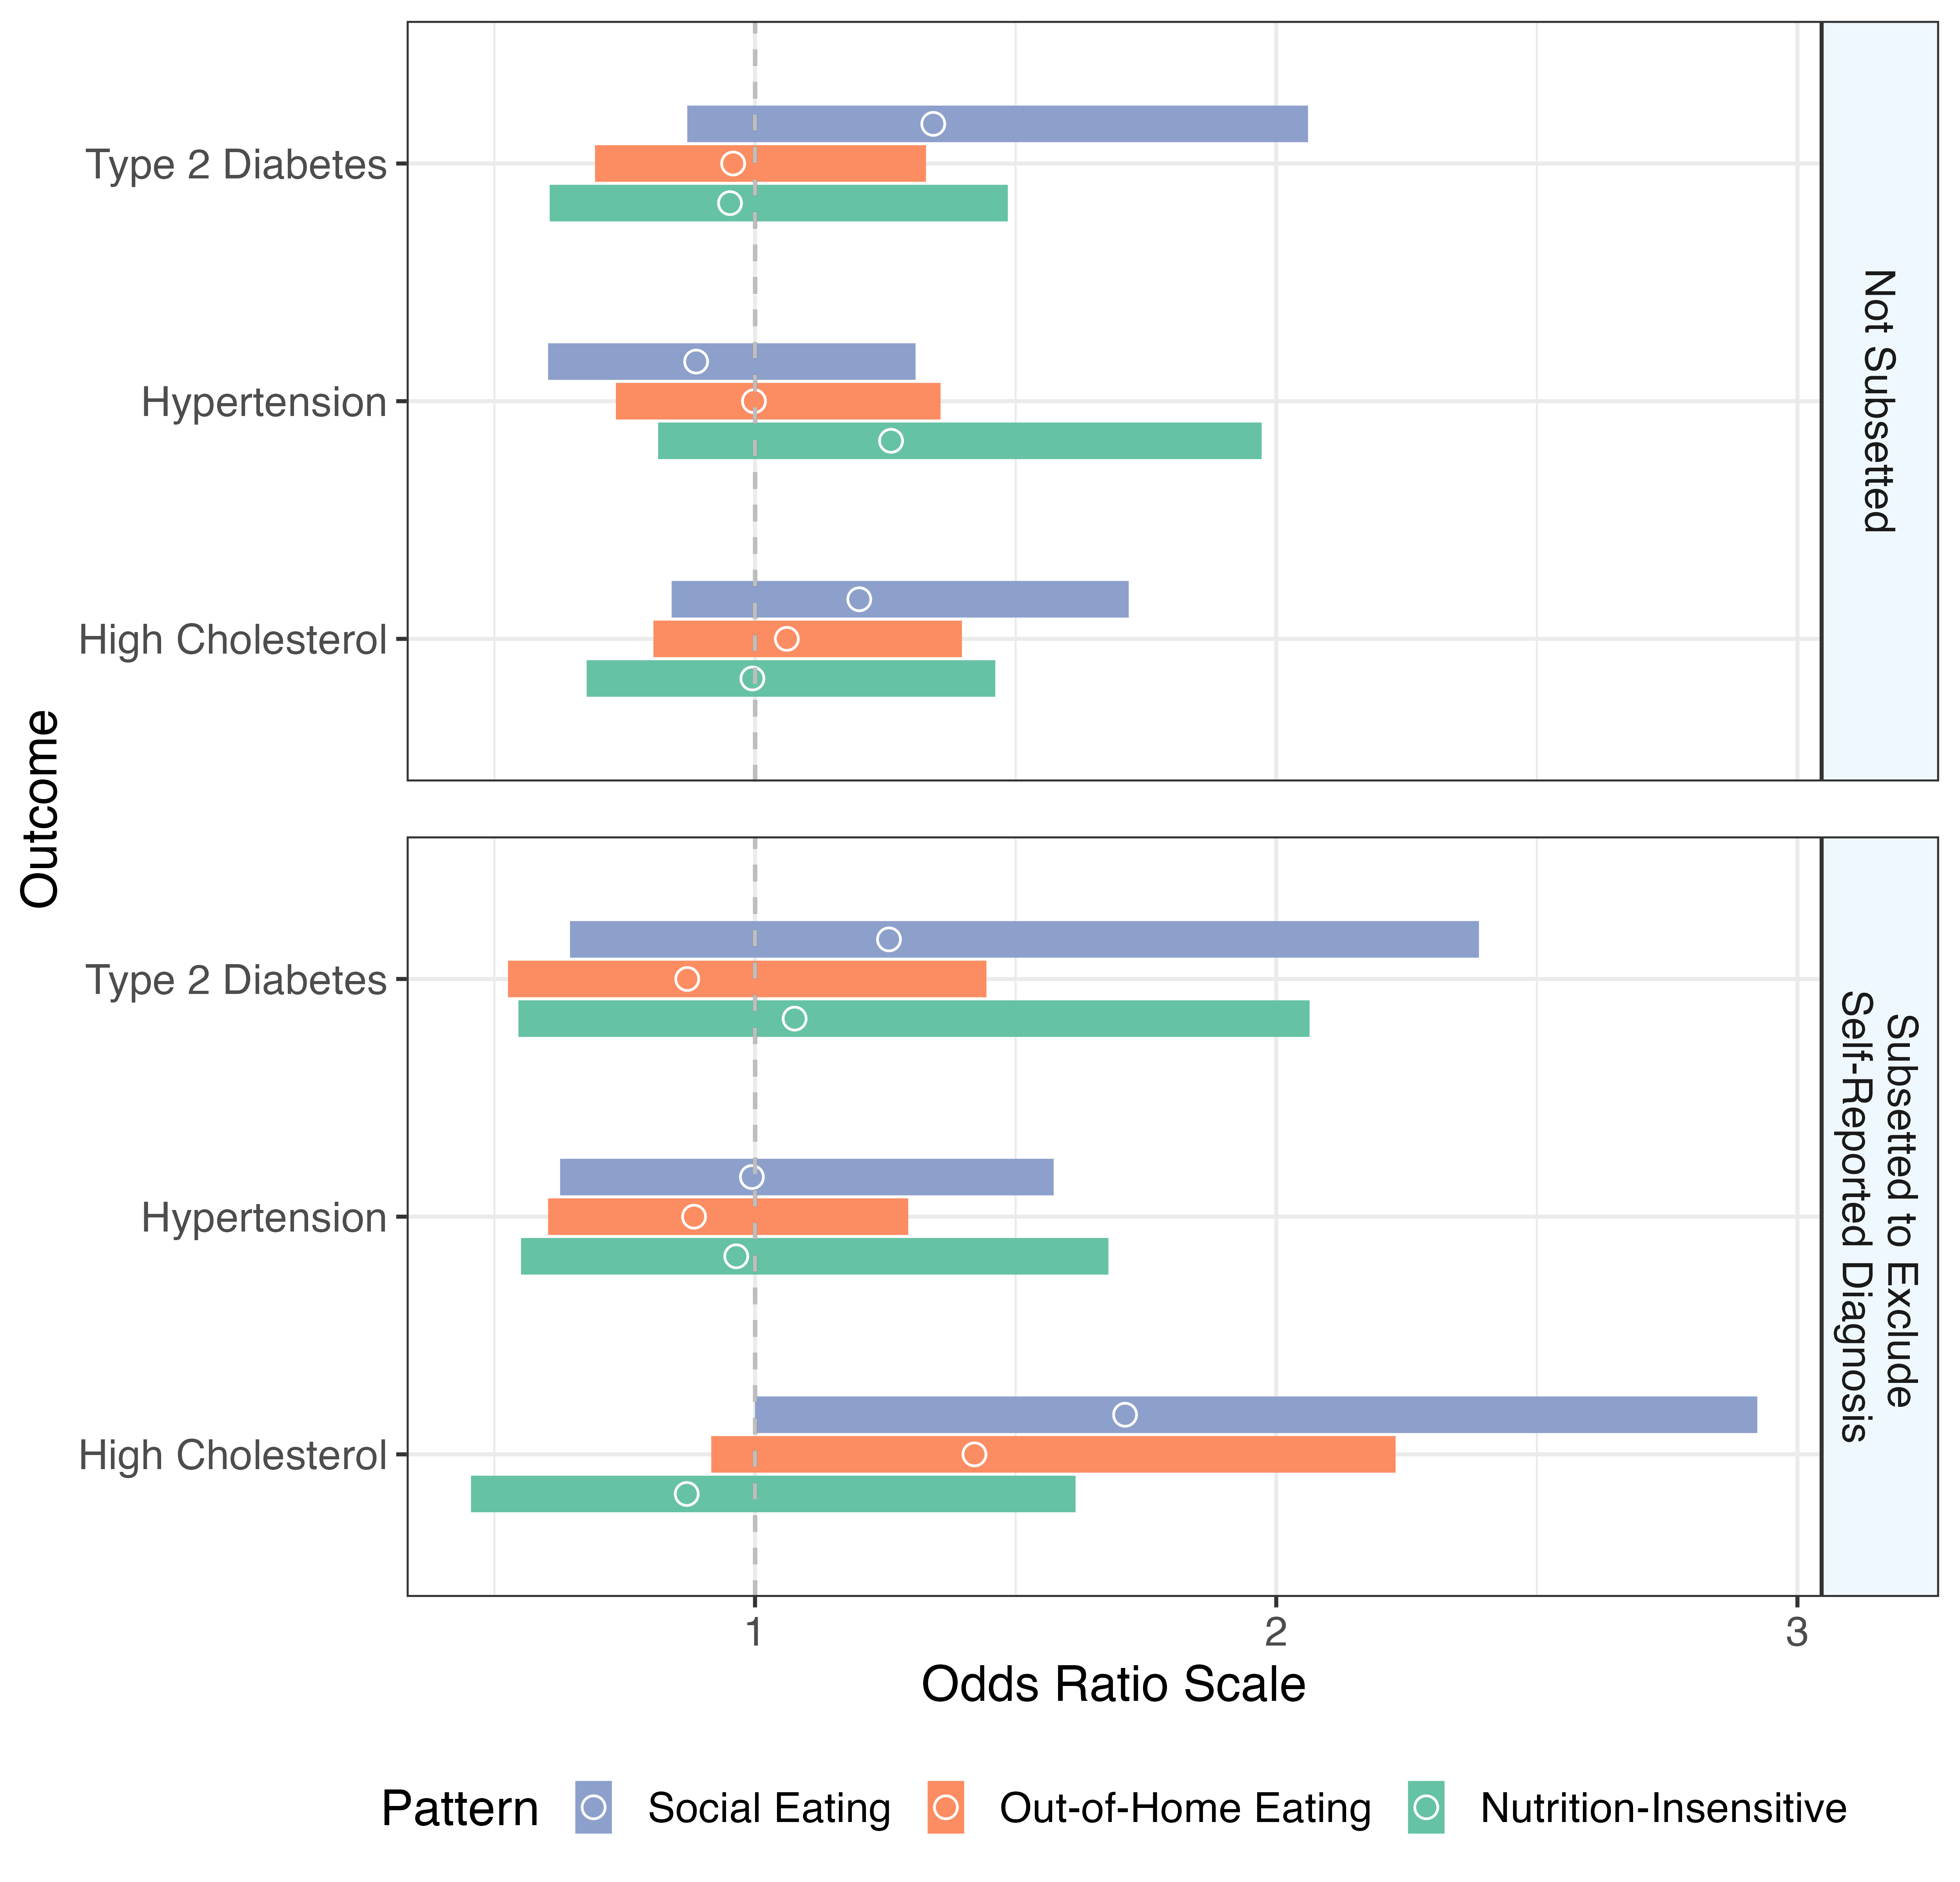 Outcome
Type 2 Diabetes
Hypertension
High Cholesterol
Not Subsetted
Type 2 Diabetes
Hypertension
High Cholesterol
Subsetted to Exclude
Self-Reported Diagnosis
1 2 3
Odds Ratio Scale
Pattern Social Eating Out-of-Home Eating Nutrition-Insensitive